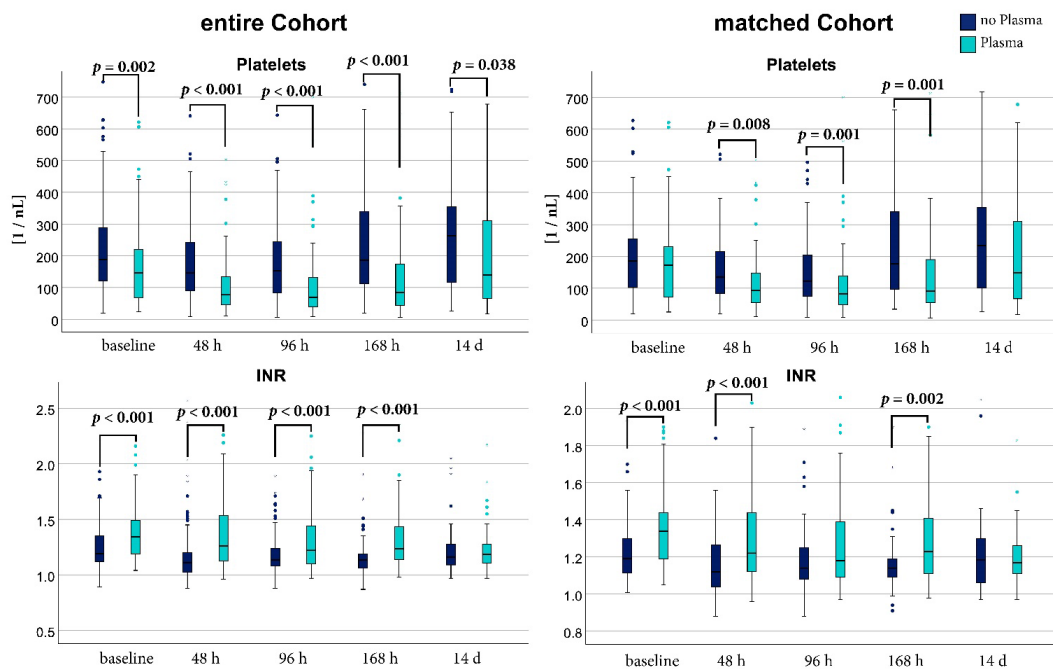 entire Cohort
matched Cohort
no Plasma
Plasma
Platelets
p = 0.002
p < 0.001
p < 0.001
p < 0.001
p = 0.038
[1 / nL]
700
600
500
400
300
200
100
0
baseline
48 h
96 h
168 h
14 d
Platelets
p = 0.008
p = 0.001
p = 0.001
[1 / nL]
700
600
500
400
300
200
100
0
baseline
48 h
96 h
168 h
14 d
INR
p < 0.001
p < 0.001
p < 0.001
p < 0.001
2.5
2.0
1.5
1.0
0.5
baseline
48 h
96 h
168 h
14 d
INR
p < 0.001
p < 0.001
p = 0.002
2.0
1.8
1.6
1.4
1.2
1.0
0.8
baseline
48 h
96 h
168 h
14 d